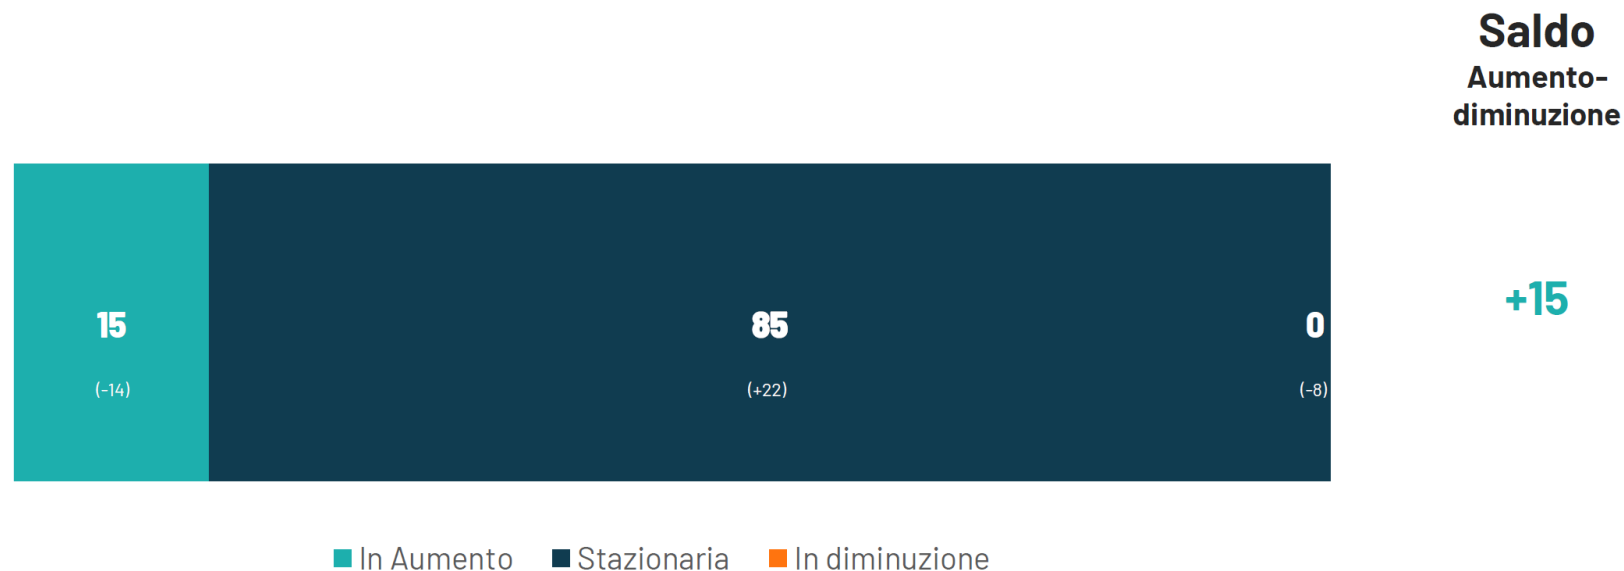 Saldo
Aumento-
diminuzione
15
85
0
+15
(-14)
(+22)
(-8)
In Aumento
Stazionaria
In diminuzione